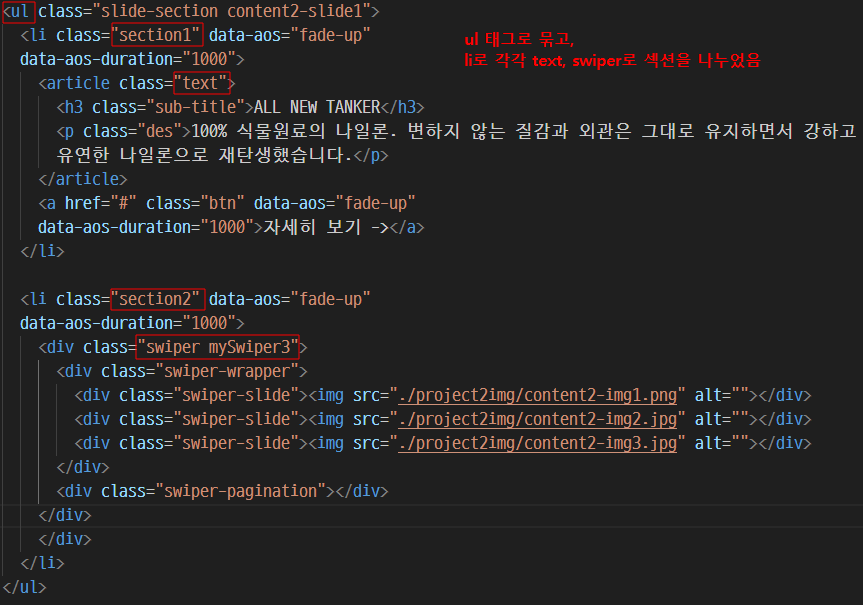 <ul class="slide-section content2-slide1">
<li class="section1" data-aos="fade-up"
ul 태그로 묶고,
data-aos-duration="1000">
li로 각각 text, swiper로 섹션을 나누었음
<article class="text">
<h3 class="sub-title">ALL NEW TANKER</h3>
<p class="des">100% 식물원료의 나일론. 변하지 않는 질감과 외관은 그대로 유지하면서 강하고
유연한 나일론으로 재탄생했습니다.</p>
</article>
<a href="#" class="btn" data-aos="fade-up"
data-aos-duration="1000">자세히 보기 -></a>
</li>
<li class="section2" data-aos="fade-up"
data-aos-duration="1000">
<div class="swiper mySwiper3">
<div class="swiper-wrapper">
<div class="swiper-slide"><img src="./project2img/content2-img1.png" alt=""></div>
<div class="swiper-slide"><img src="./project2img/content2-img2.jpg" alt=""></div>
<div class="swiper-slide"><img src="./project2img/content2-img3.jpg" alt=""></div>
</div>
<div class="swiper-pagination"></div>
</div>
</div>
</li>
</ul>